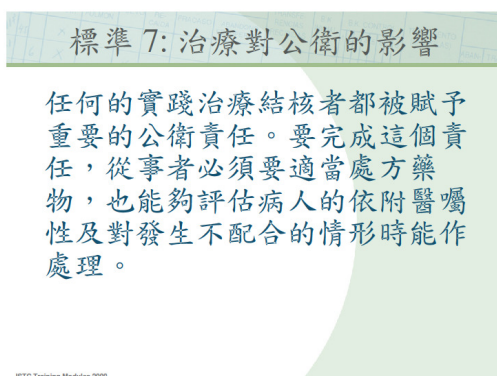 標準 7: 治療對公衛的影響
任何的實踐治療結核者都被賦予
重要的公衛責任。要完成這個責
任，從事者必須要適當處方藥
物，也能夠評估病人的依附醫囑
性及對發生不配合的情形時能作
處理。
ISTC Training Modules 2008